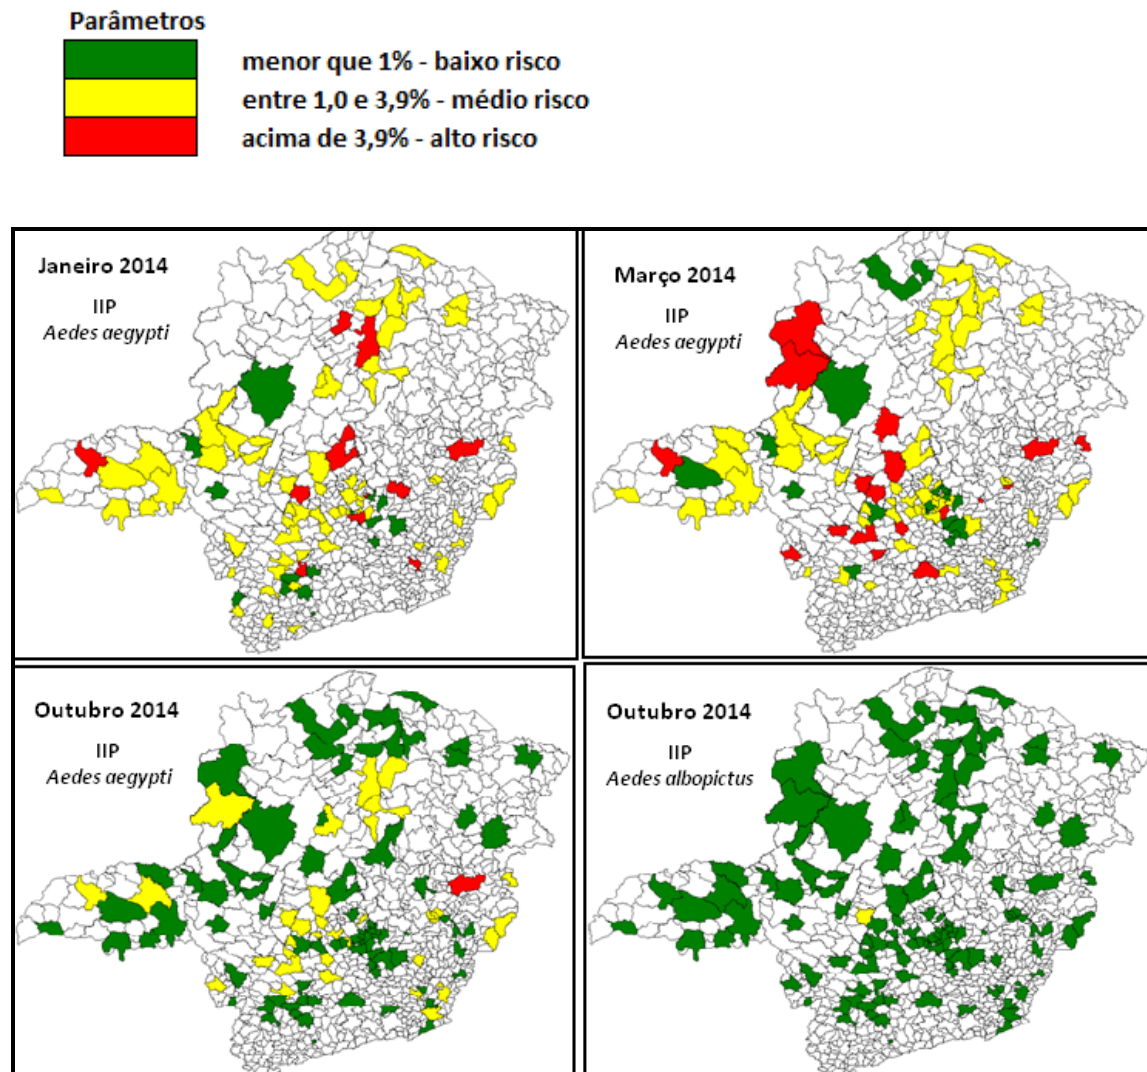 Parâmetros
menor que 1% - baixo risco
entre 1,0 e 3,9% - médio risco
acima de 3,9% - alto risco
Janeiro 2014
IIP
Aedes aegypti
Março 2014
IIP
Aedes aegypti
Outubro 2014
IIP
Aedes aegypti
Outubro 2014
IIP
Aedes albopictus